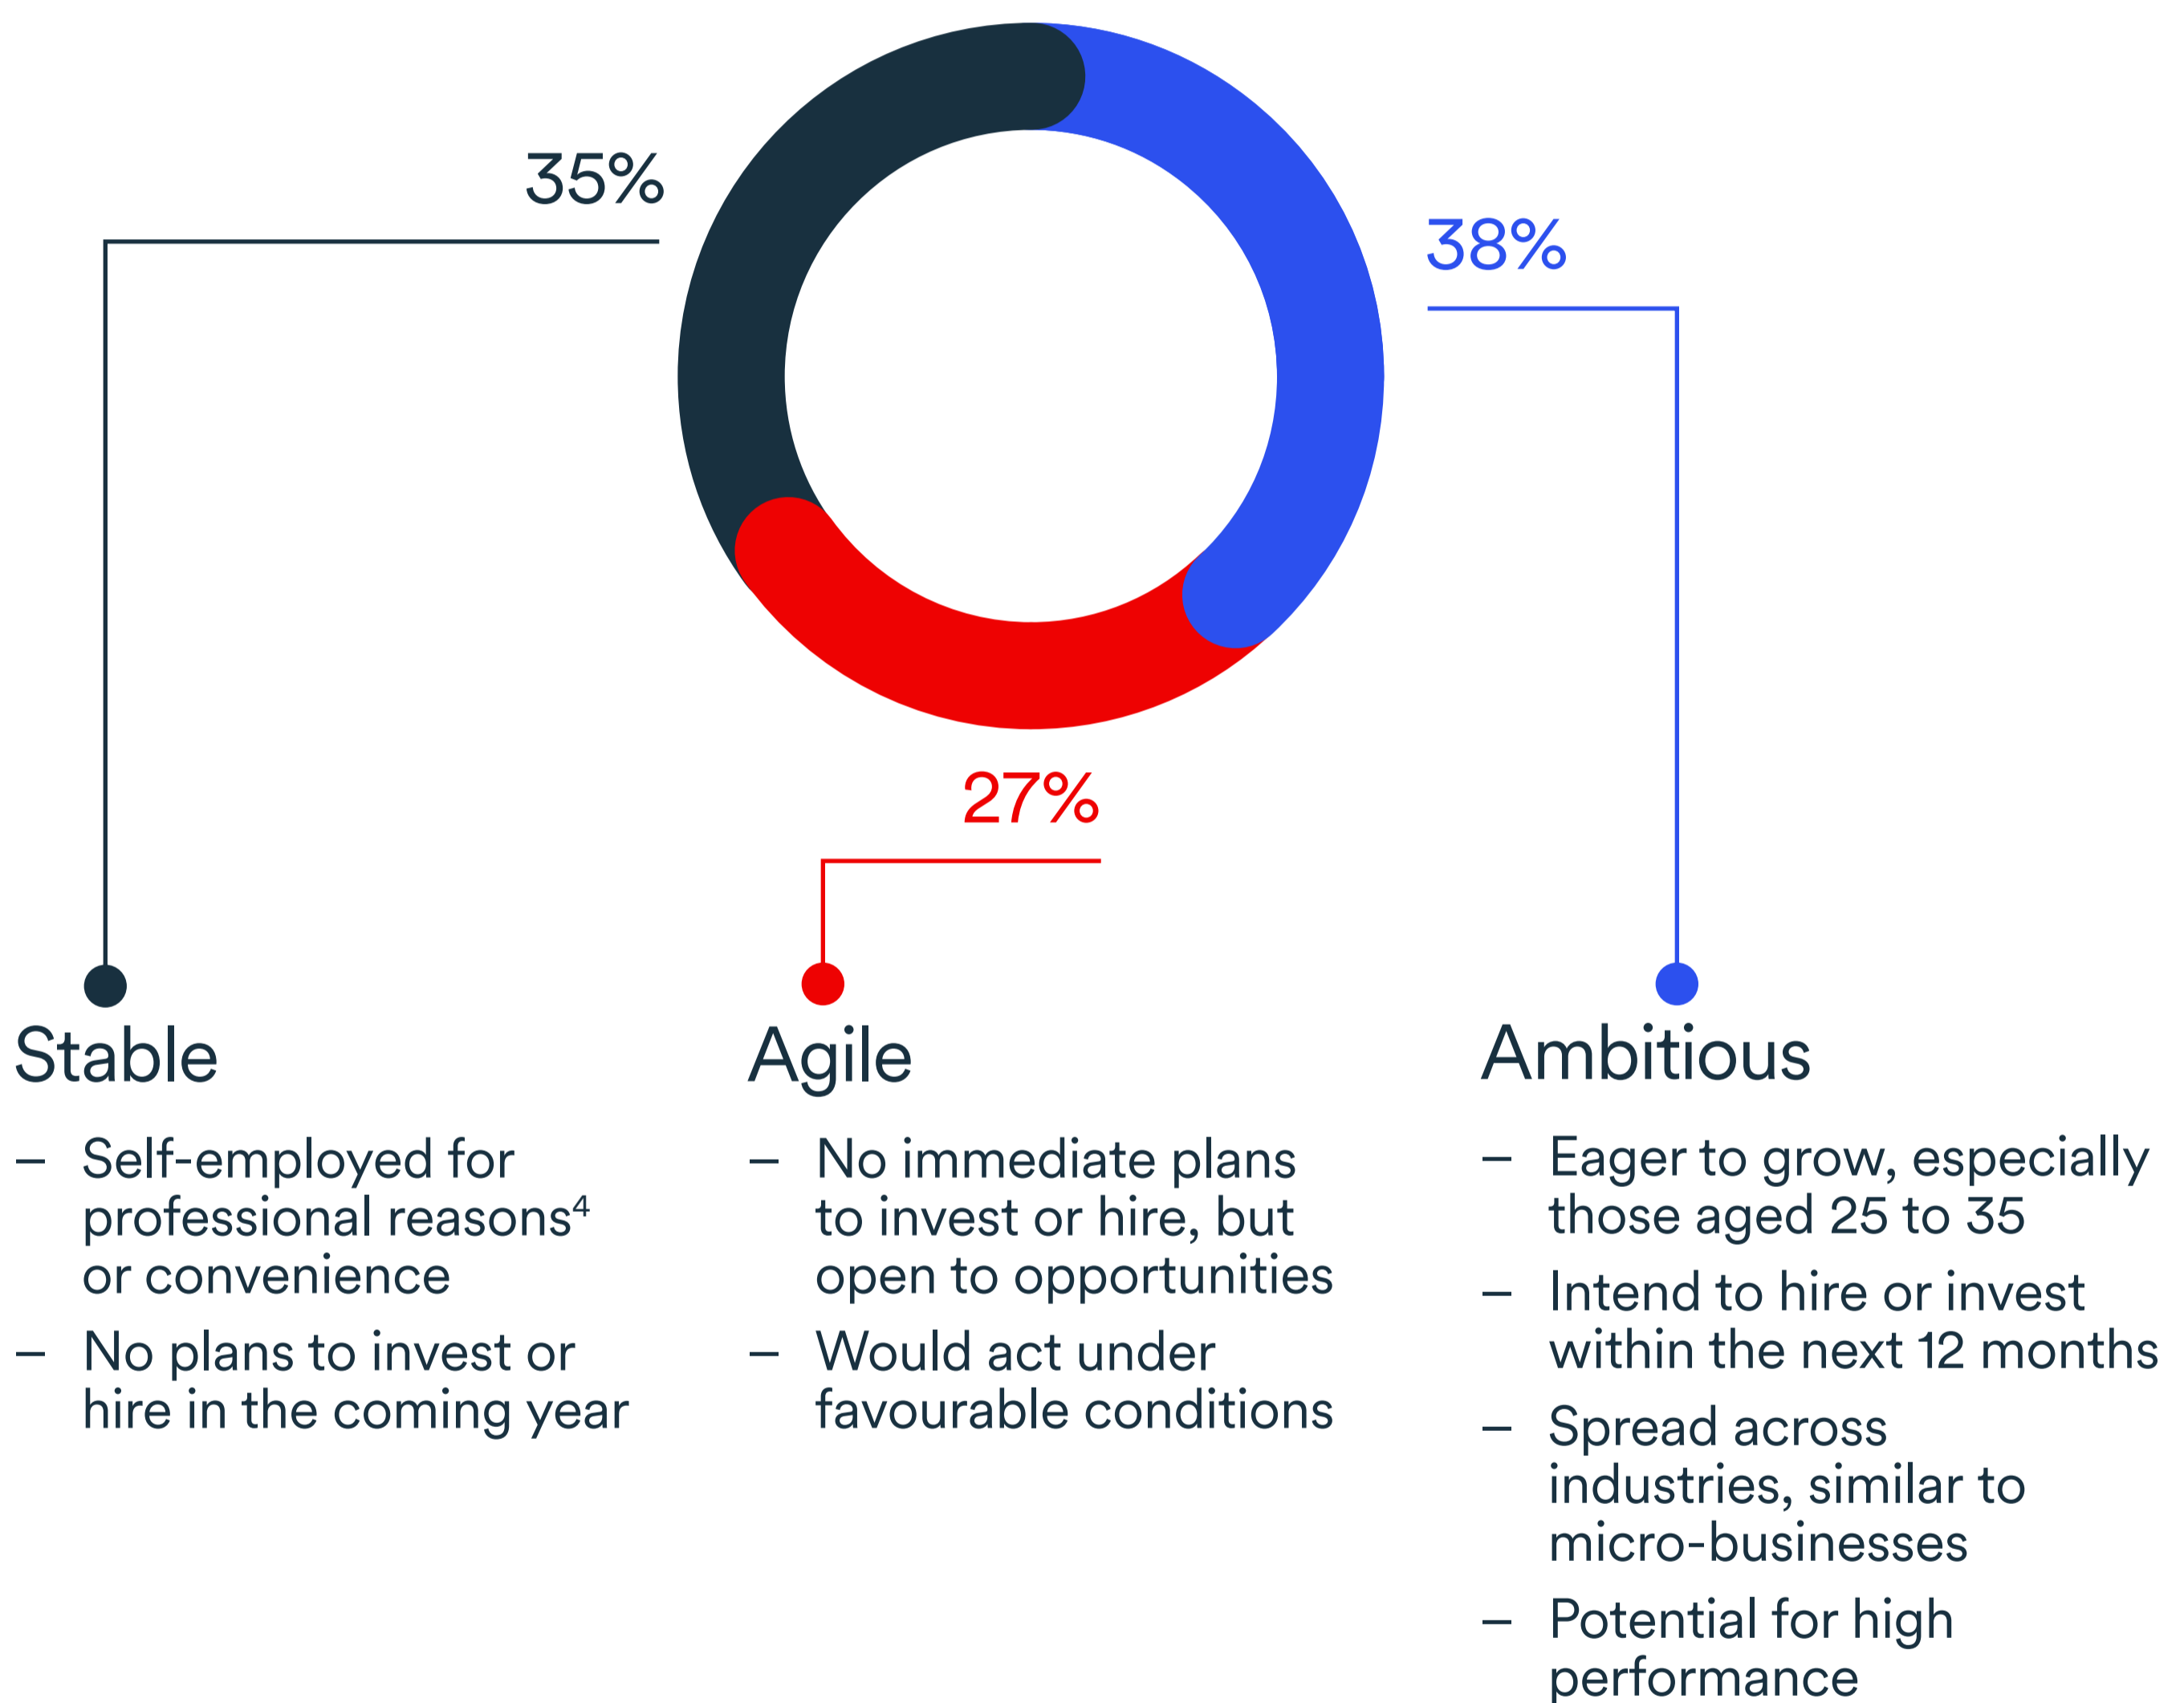 35%
38%
27%
Stable
— Self-employed for
professional reasons⁴
or convenience
— No plans to invest or
hire in the coming year
Agile
— No immediate plans
to invest or hire, but
open to opportunities
— Would act under
favourable conditions
Ambitious
— Eager to grow, especially
those aged 25 to 35
— Intend to hire or invest
within the next 12 months
— Spread across
industries, similar to
micro-businesses
— Potential for high
performance